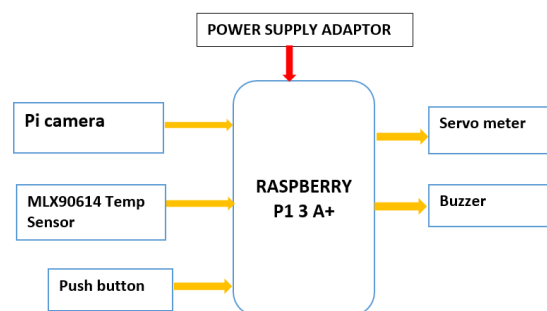 POWER SUPPLY ADAPTOR
Pi camera
MLX90614 Temp
Sensor
Push button
RASPBERRY
P1 3 A+
Servo meter
Buzzer